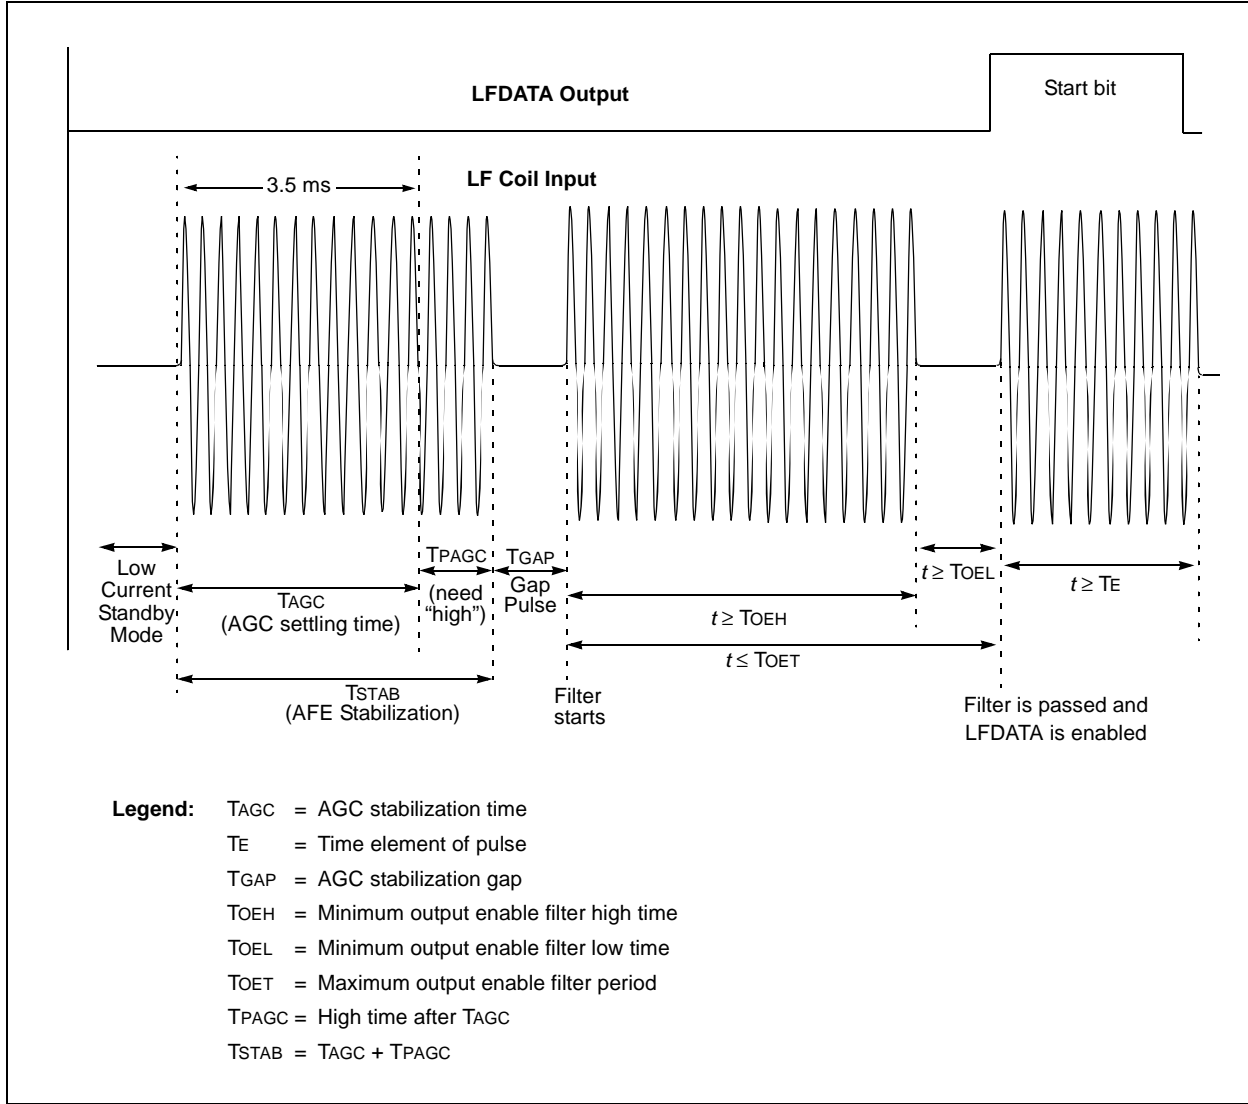 LFDATA Output
Start bit
3.5 ms
LF Coil Input
Low
Current
Standby
Mode
TAGC
(AGC settling time)
TPAGC
(need
“high”)
TGAP
Gap
Pulse
t ≥ TOEH
t ≥ TOEL
t ≥ TE
t ≤ TOET
TSTAB
(AFE Stabilization)
Filter
starts
Filter is passed and
LFDATA is enabled
Legend: TAGC = AGC stabilization time
TE = Time element of pulse
TGAP = AGC stabilization gap
TOEH = Minimum output enable filter high time
TOEL = Minimum output enable filter low time
TOET = Maximum output enable filter period
TPAGC = High time after TAGC
TSTAB = TAGC + TPAGC